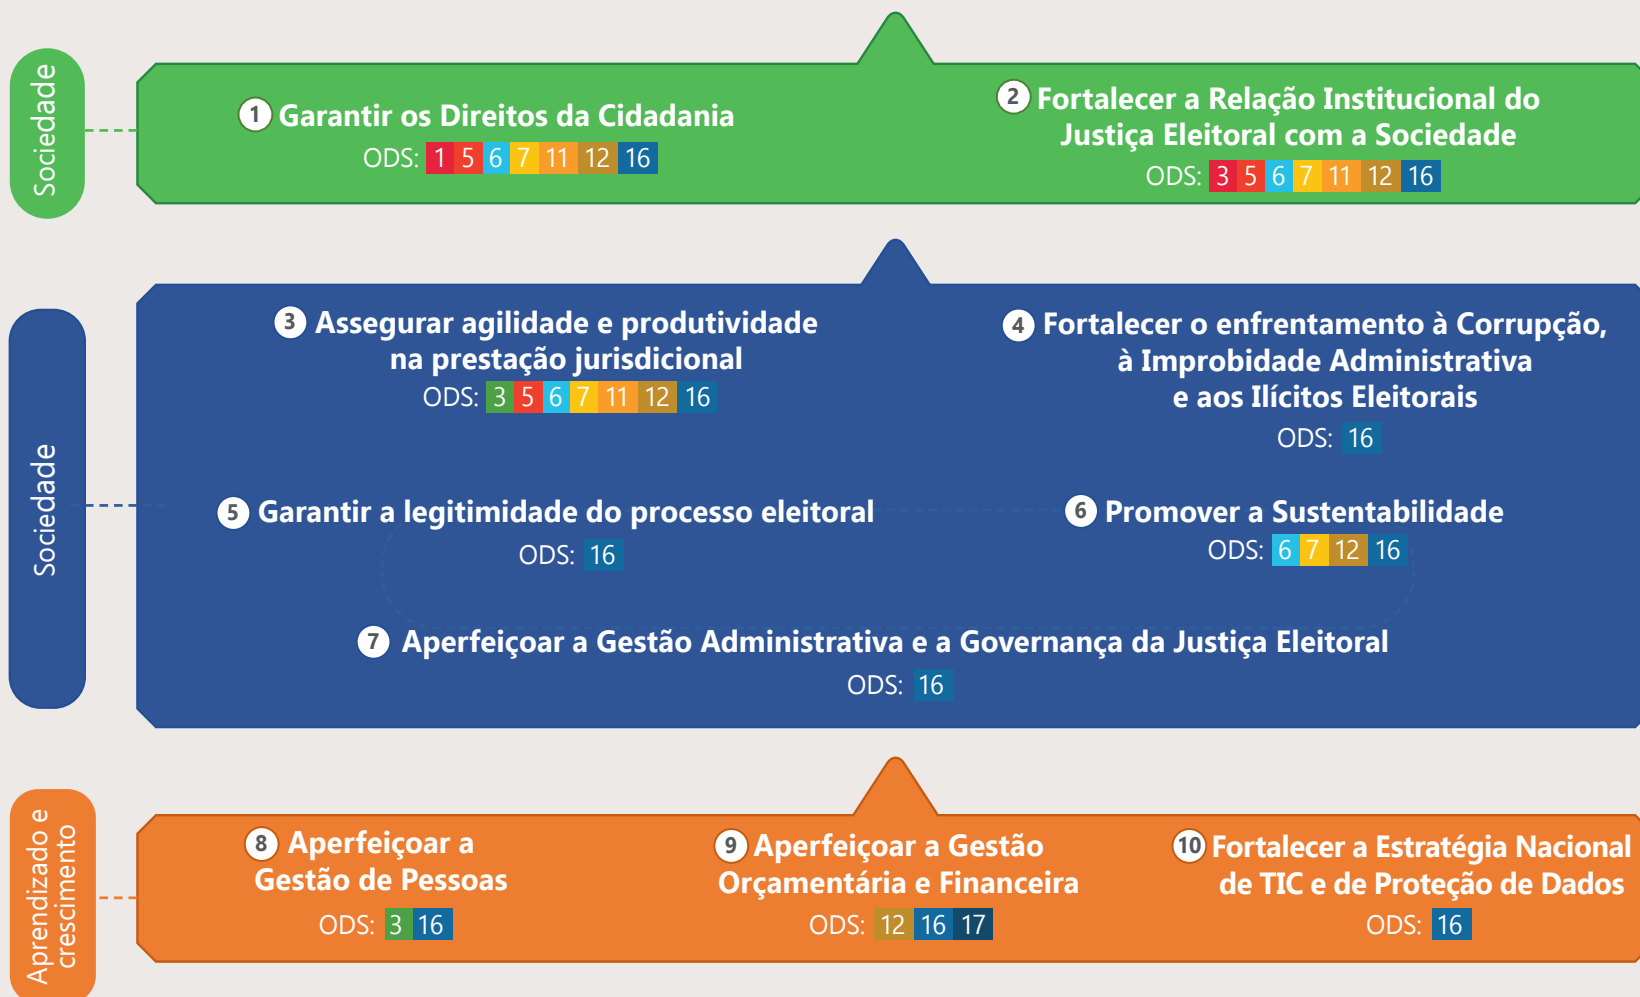 Sociedade
1 Garantir os Direitos da Cidadania
ODS: 1 5 6 7 11 12 16
2 Fortalecer a Relação Institucional do
Justiça Eleitoral com a Sociedade
ODS: 3 5 6 7 11 12 16
Sociedade
3 Assegurar agilidade e produtividade
na prestação jurisdicional
ODS: 3 5 6 7 11 12 16
4 Fortalecer o enfrentamento à Corrupção,
à Improbidade Administrativa
e aos Ilícitos Eleitorais
ODS: 16
5 Garantir a legitimidade do processo eleitoral
ODS: 16
6 Promover a Sustentabilidade
ODS: 6 7 12 16
7 Aperfeiçoar a Gestão Administrativa e a Governança da Justiça Eleitoral
ODS: 16
Aprendizado e
crescimento
8 Aperfeiçoar a
Gestão de Pessoas
ODS: 3 16
9 Aperfeiçoar a Gestão
Orçamentária e Financeira
ODS: 12 16 17
10 Fortalecer a Estratégia Nacional
de TIC e de Proteção de Dados
ODS: 16